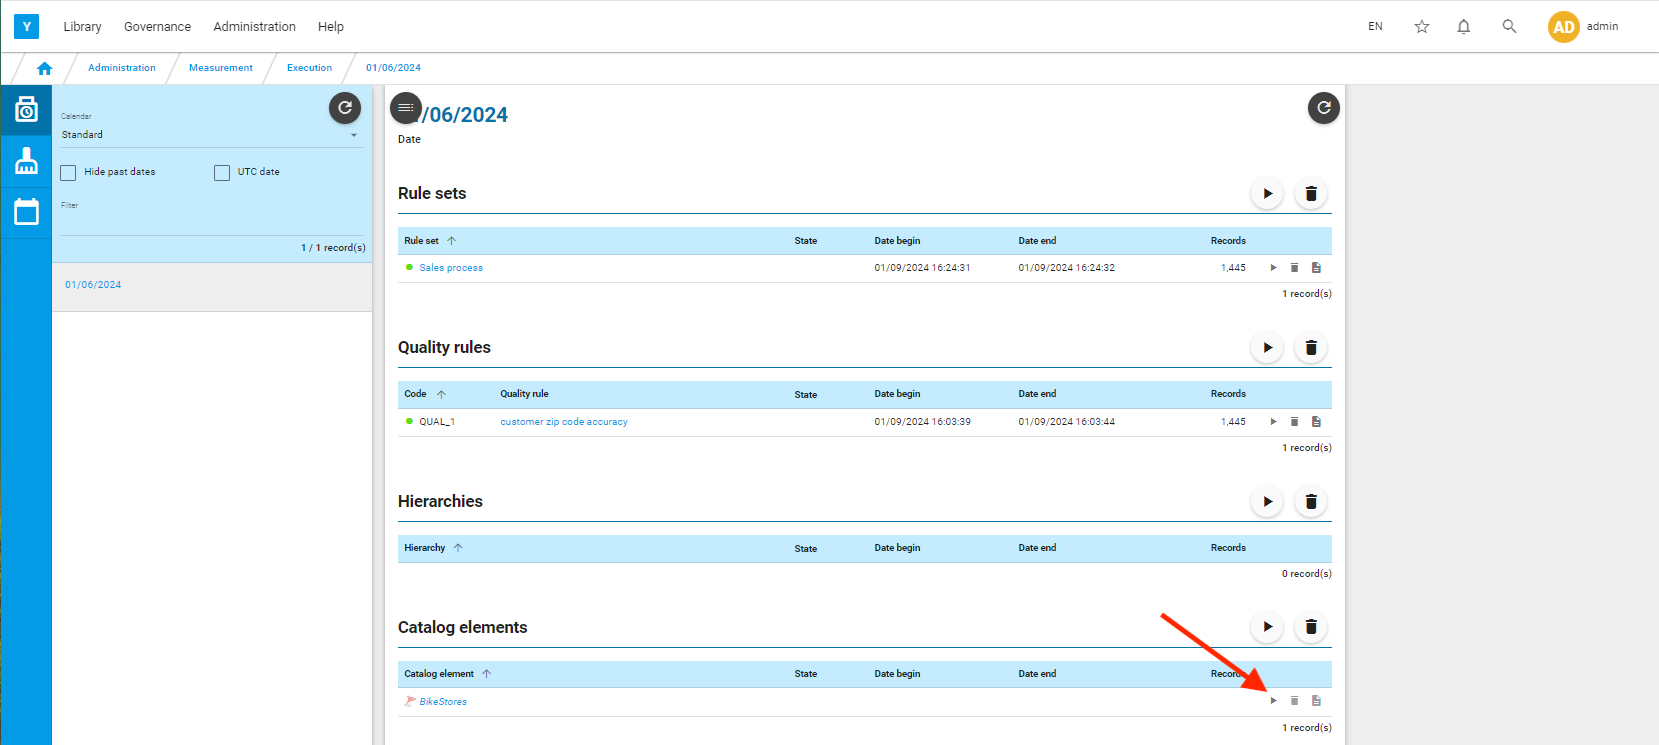 Y Library Governance Administration Help EN AD admin
Administration Measurement Execution 01/06/2024
Calendar
Standard
Hide past dates UTC date
Filter
1 / 1 record(s)
01/06/2024
/06/2024
Date
Rule sets
Rule set State Date begin Date end Records
Sales process 01/09/2024 16:24:31 01/09/2024 16:24:32 1,445
1 record(s)
Quality rules
Code Quality rule State Date begin Date end Records
QUAL_1 customer zip code accuracy 01/09/2024 16:03:39 01/09/2024 16:03:44 1,445
1 record(s)
Hierarchies
Hierarchy State Date begin Date end Records
0 record(s)
Catalog elements
Catalog element State Date begin Date end Records
BikeStores
1 record(s)